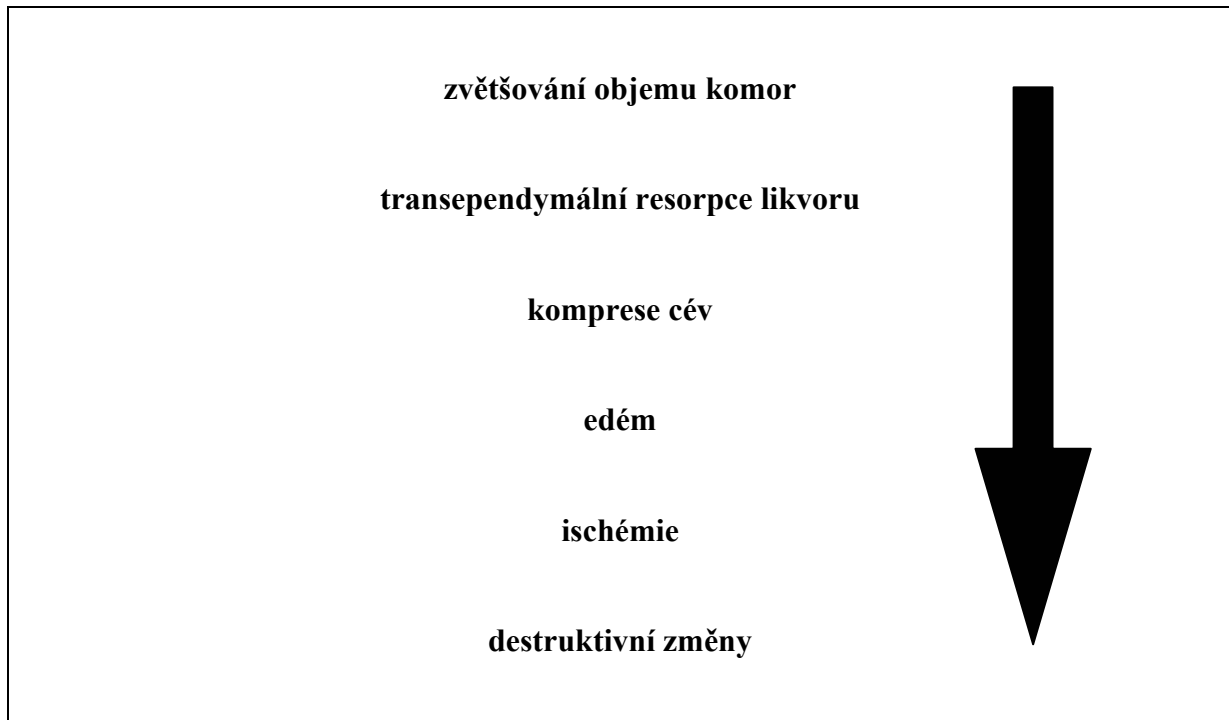 zvětšování objemu komor
transependymální resorpce likvoru
komprese cév
edém
ischémie
destruktivní změny